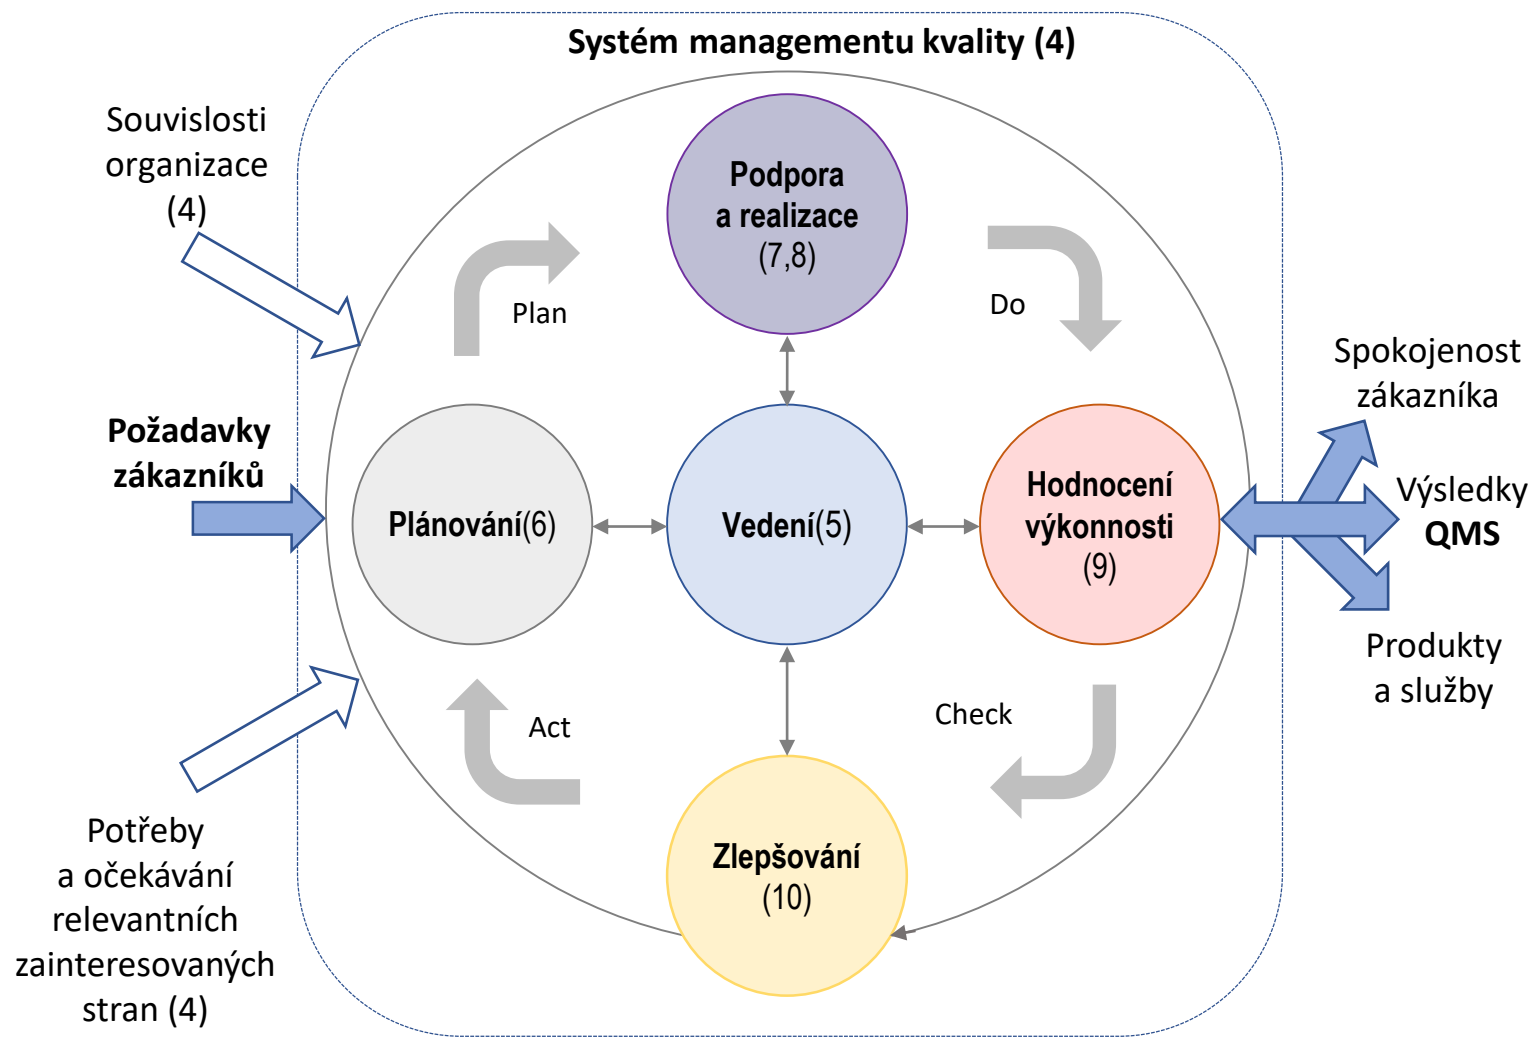 Systém managementu kvality (4)
Souvislosti
organizace
(4)
Podpora
a realizace
(7,8)
Plan
Do
Požadavky
zákazníků
Plánování(6)
Vedení(5)
Hodnocení
výkonnosti
(9)
Spokojenost
zákazníka
Výsledky
QMS
Produkty
a služby
Act
Check
Zlepšování
(10)
Potřeby
a očekávání
relevantních
zainteresovaných
stran (4)